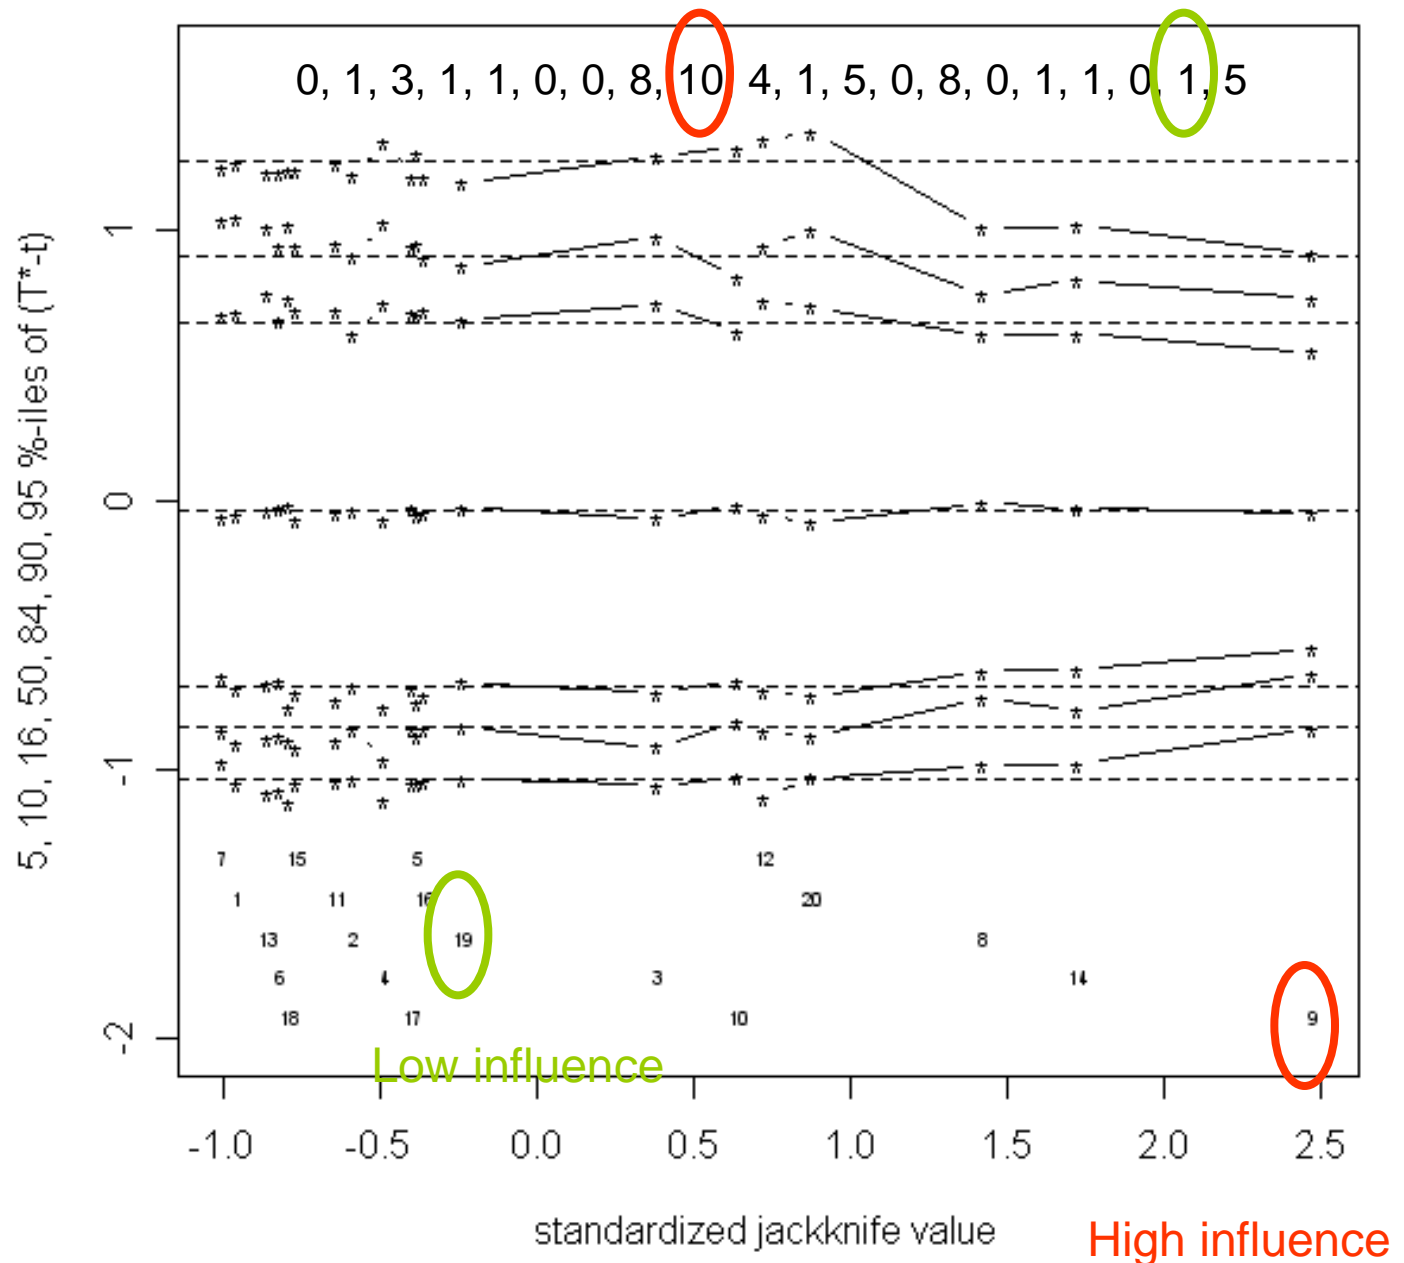 0, 1, 3, 1, 1, 0, 0, 8, 10 4, 1, 5, 0, 8, 0, 1, 1, 0, 1, 5
5, 10, 16, 50, 84, 90, 95 %-iles of (T*-t)
1
0
-1
-2
7 15 5 12
1 11 16 20
13 2 19 8
6 4 3 14
18 17 10 9
Low influence
-1.0 -0.5 0.0 0.5 1.0 1.5 2.0 2.5
standardized jackknife value
High influence